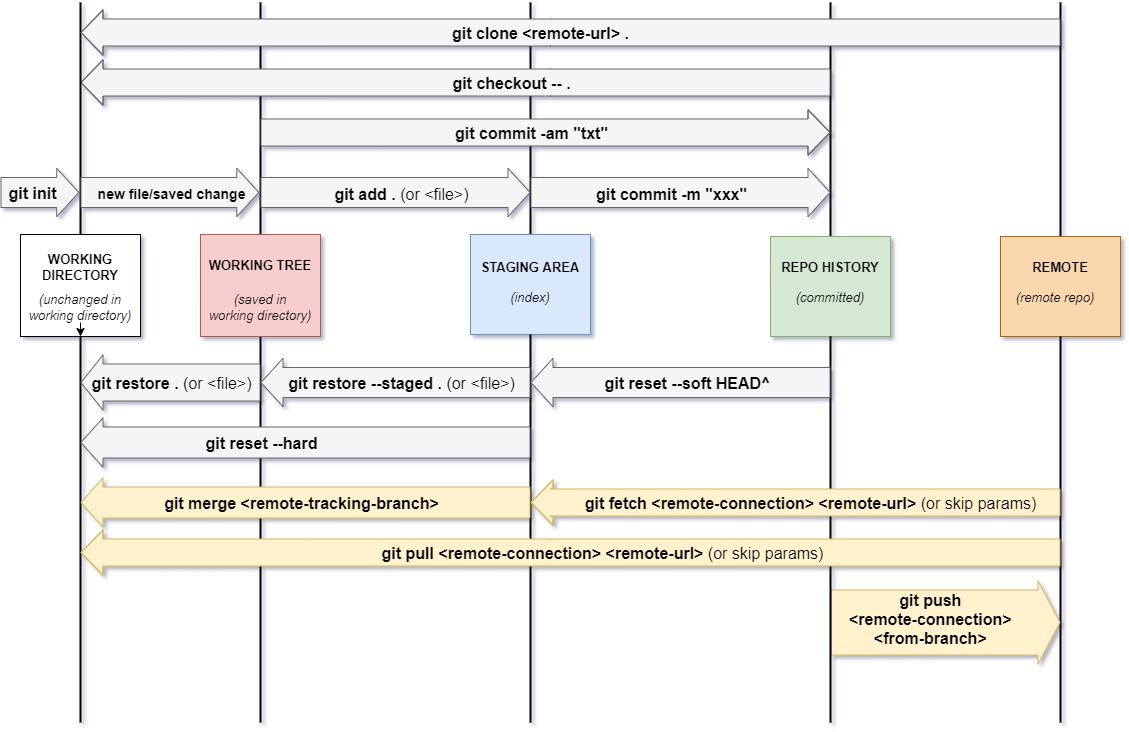 git clone <remote-url> .
git checkout -- .
git commit -am "txt"
git init
new file/saved change
git add . (or <file>)
git commit -m "xxx"
WORKING
DIRECTORY
(unchanged in
working directory)
WORKING TREE
(saved in
working directory)
STAGING AREA
(index)
REPO HISTORY
(committed)
REMOTE
(remote repo)
git restore . (or <file>)
git restore --staged . (or <file>)
git reset --soft HEAD^
git reset --hard
git merge <remote-tracking-branch>
git fetch <remote-connection> <remote-url> (or skip params)
git pull <remote-connection> <remote-url> (or skip params)
git push
<remote-connection>
<from-branch>